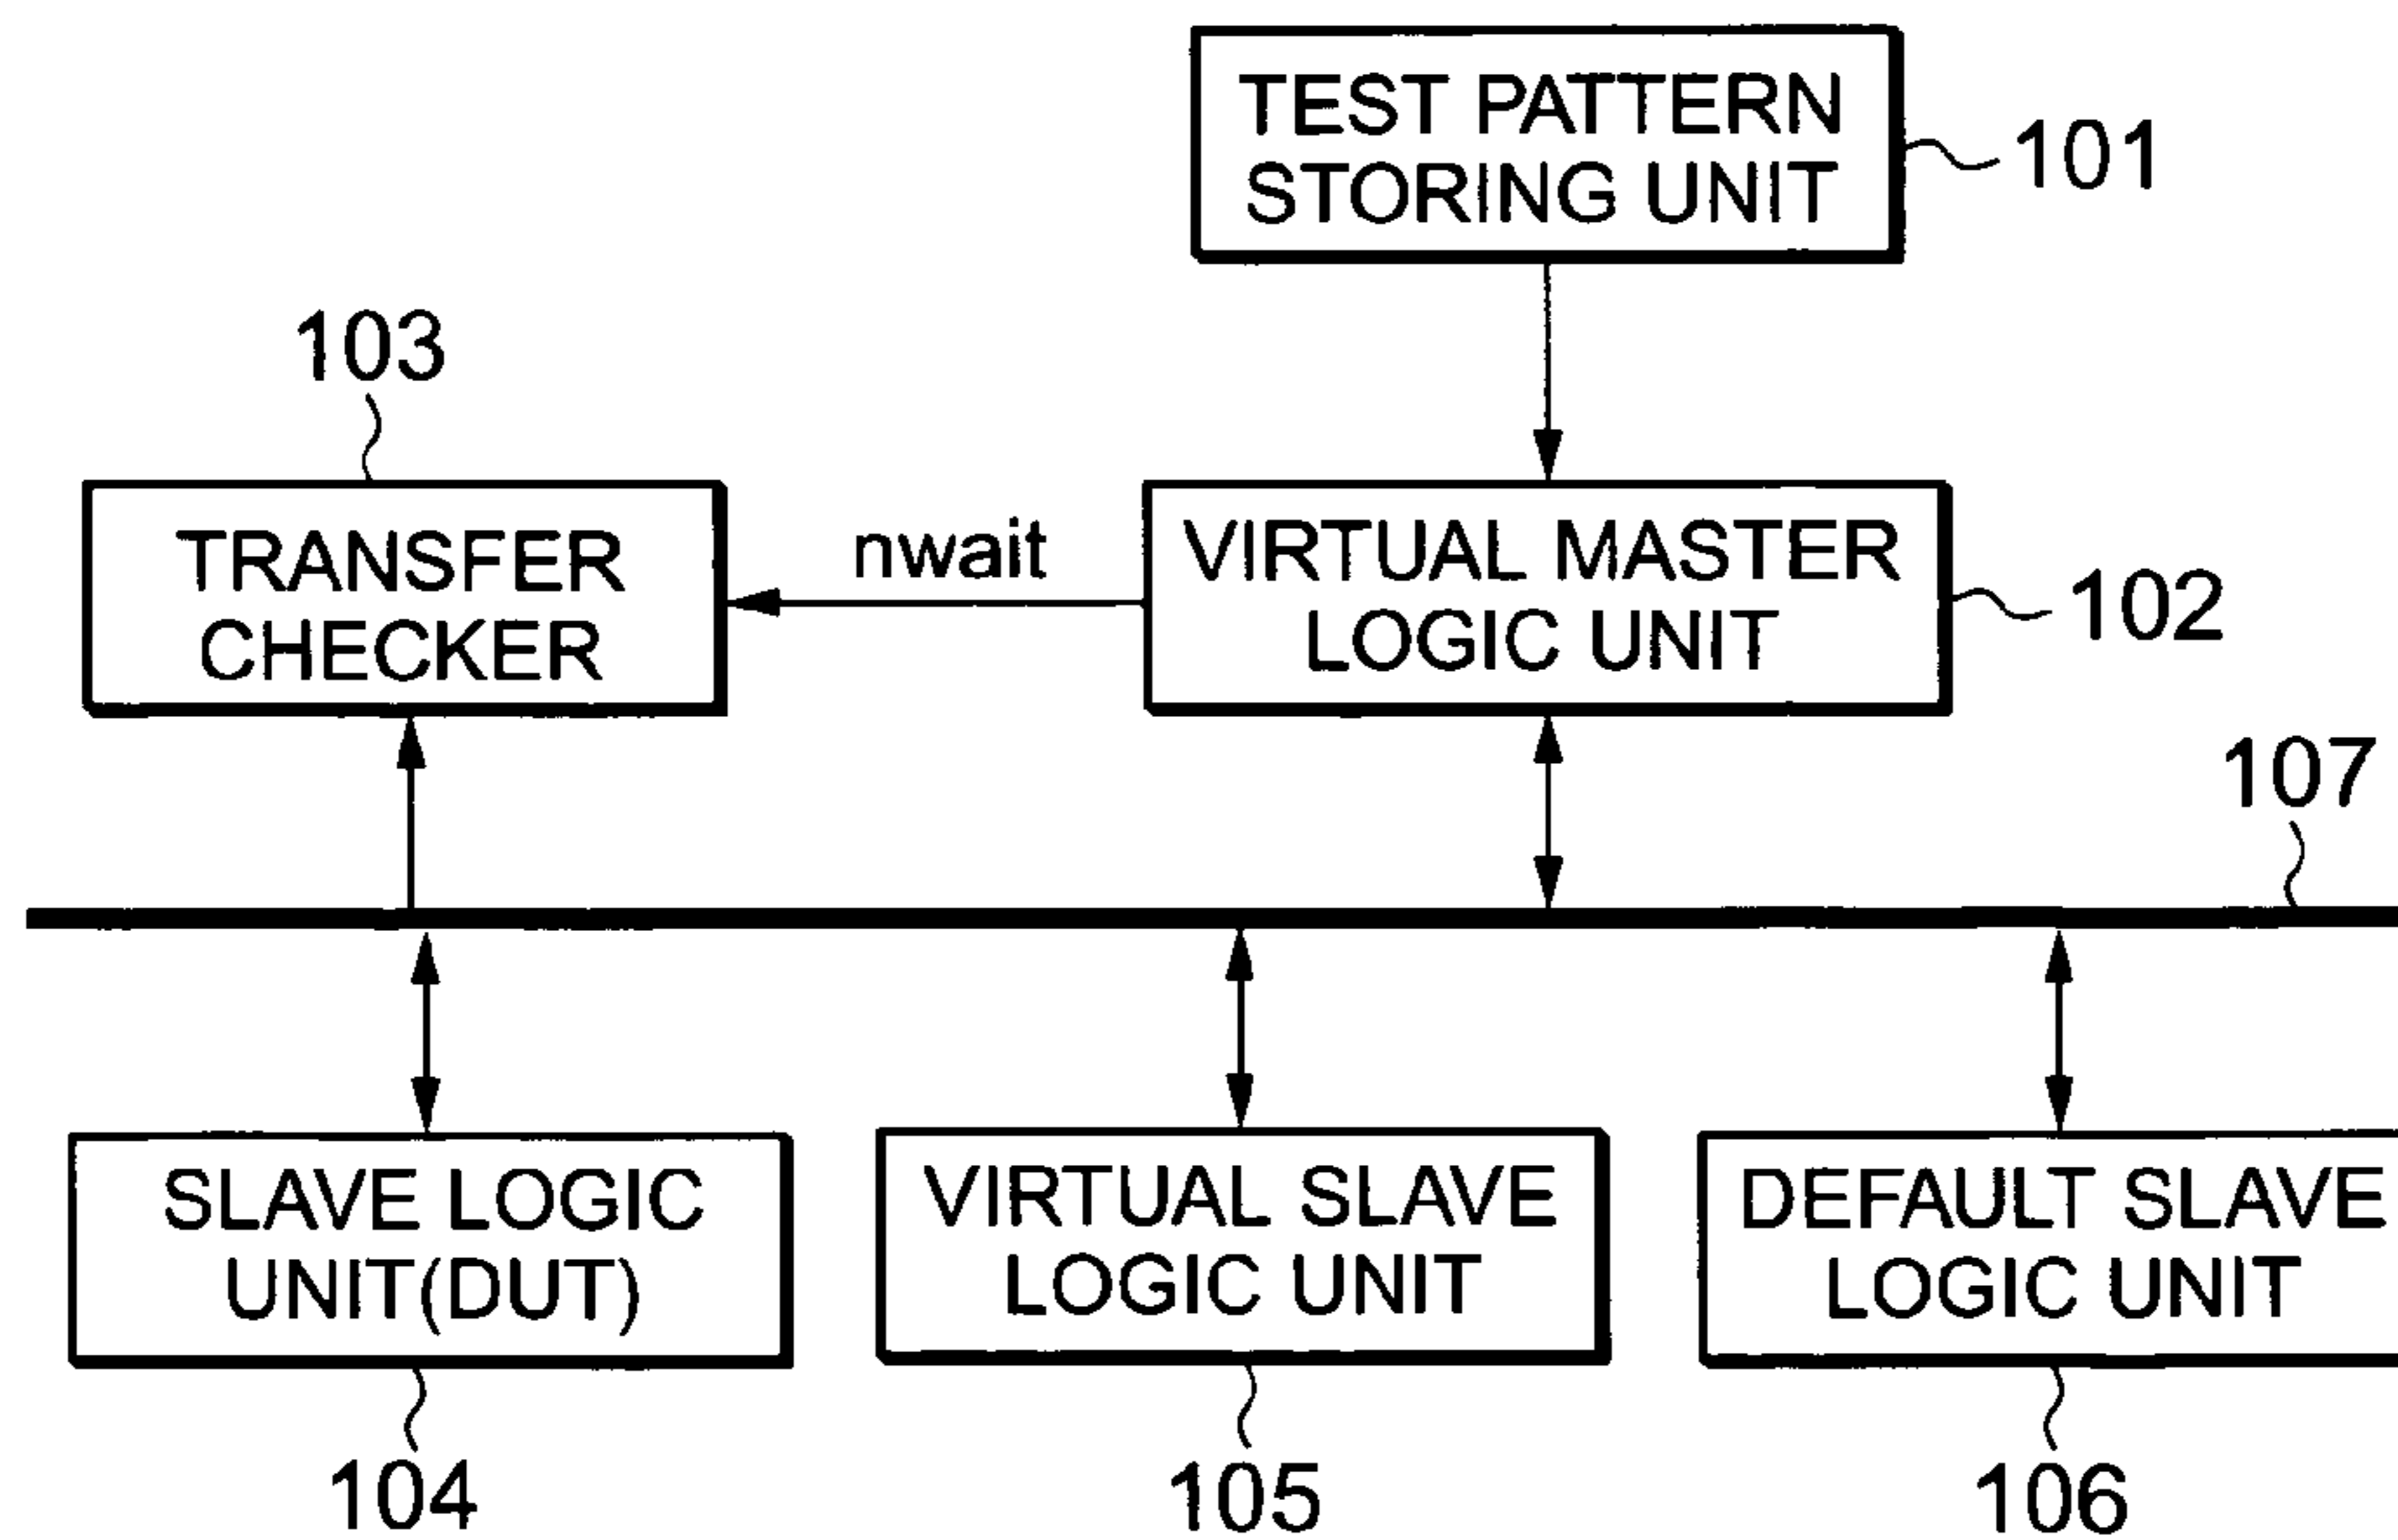 TEST PATTERN
STORING UNIT
101
103
TRANSFER
CHECKER
nwait
VIRTUAL MASTER
LOGIC UNIT
102
107
SLAVE LOGIC
UNIT(DUT)
VIRTUAL SLAVE
LOGIC UNIT
DEFAULT SLAVE
LOGIC UNIT
104
105
106